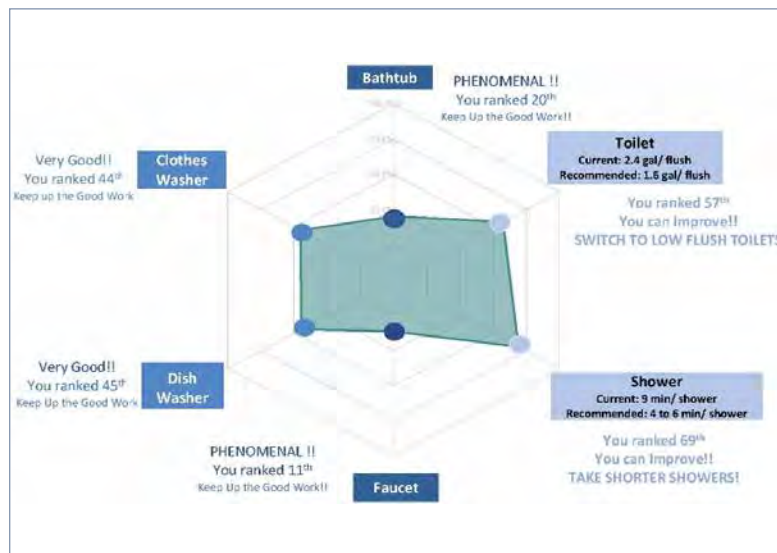 Bathtub
PHENOMENAL !!
You ranked 20th
Keep Up the Good Work!!
Toilet
Current: 2.4 gal/ flush
Recommended: 1.6 gal/ flush
You ranked 57th
You can Improve!!
SWITCH TO LOW FLUSH TOILETS
Shower
Current: 9 min/ shower
Recommended: 4 to 6 min/ shower
You ranked 69th
You can Improve!!
TAKE SHORTER SHOWERS!
Faucet
PHENOMENAL !!
You ranked 11th
Keep Up the Good Work!!
Dish
Washer
Very Good!!
You ranked 45th
Keep Up the Good Work
Clothes
Washer
Very Good!!
You ranked 44th
Keep up the Good Work